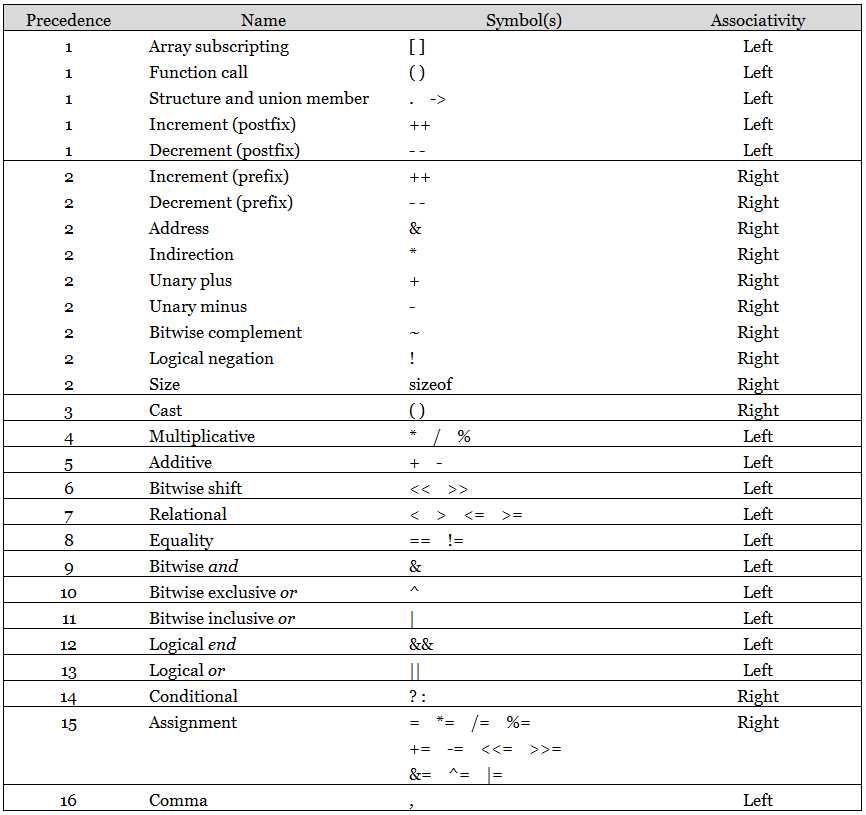 Precedence Name Symbol(s) Associativity
1 Array subscripting [ ] Left
1 Function call ( ) Left
1 Structure and union member . -> Left
1 Increment (postfix) ++ Left
1 Decrement (postfix) -- Left
2 Increment (prefix) ++ Right
2 Decrement (prefix) -- Right
2 Address & Right
2 Indirection * Right
2 Unary plus + Right
2 Unary minus - Right
2 Bitwise complement ~ Right
2 Logical negation ! Right
2 Size sizeof Right
3 Cast ( ) Right
4 Multiplicative * / % Left
5 Additive + - Left
6 Bitwise shift << >> Left
7 Relational < > <= >= Left
8 Equality == != Left
9 Bitwise and & Left
10 Bitwise exclusive or ^ Left
11 Bitwise inclusive or | Left
12 Logical end && Left
13 Logical or || Left
14 Conditional ? : Right
15 Assignment = *= /= %= Right
+= -= <<= >>=
&= ^= |=
16 Comma , Left